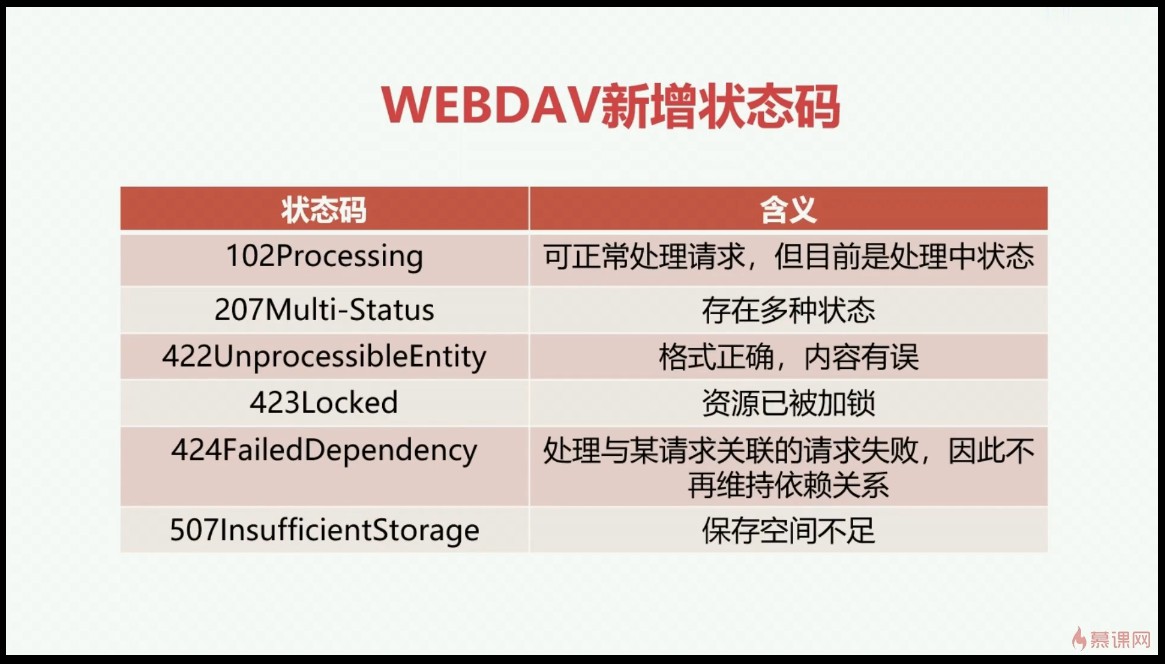 WEBDAV新增状态码
状态码 含义
102Processing 可正常处理请求，但目前是处理中状态
207Multi-Status 存在多种状态
422UnprocessibleEntity 格式正确，内容有误
423Locked 资源已被加锁
424FailedDependency 处理与某请求关联的请求失败，因此不
再维持依赖关系
507InsufficientStorage 保存空间不足
慕课网